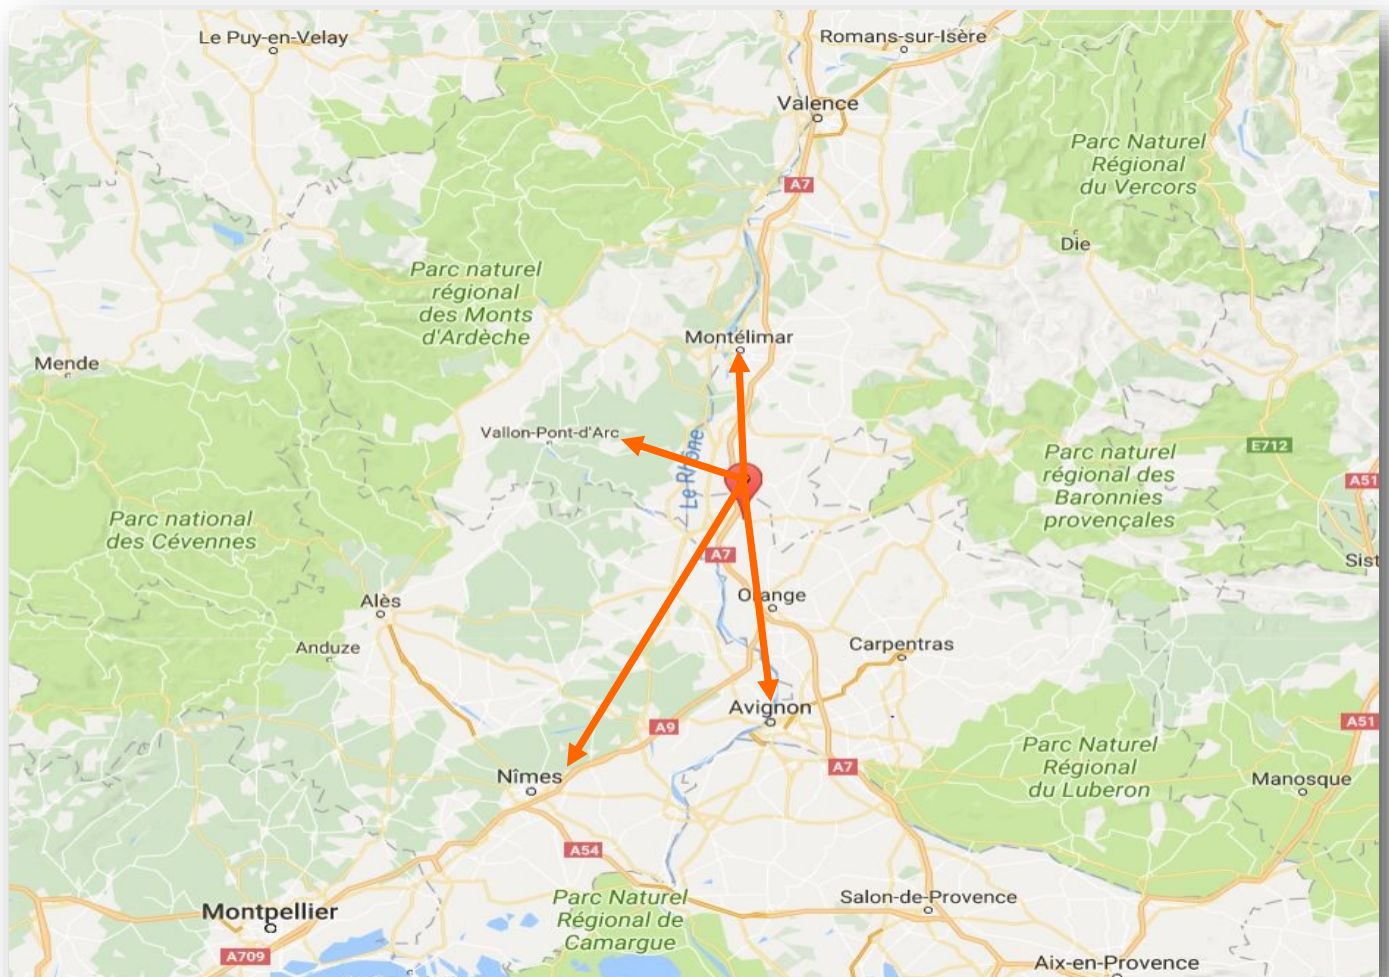 Le Puy-en-Velay
Romans-sur-Isère
Valence
Parc Naturel
Régional
du Vercors
A7
Die
Parc naturel
régional
des Monts
d'Ardèche
Montélimar
Mende
Vallon-Pont-d'Arc
Le Rhône
E712
Parc naturel
régional des
Baronnies
provençales
A51
Parc national
des Cévennes
A7
Sist
Orange
Alès
Anduze
Carpentras
Avignon
A9
A51
Parc Naturel
Régional
du Luberon
A7
Nîmes
Manosque
A54
Parc Naturel
Régional de
Camargue
Salon-de-Provence
Montpellier
A709
Aix-en-Provence